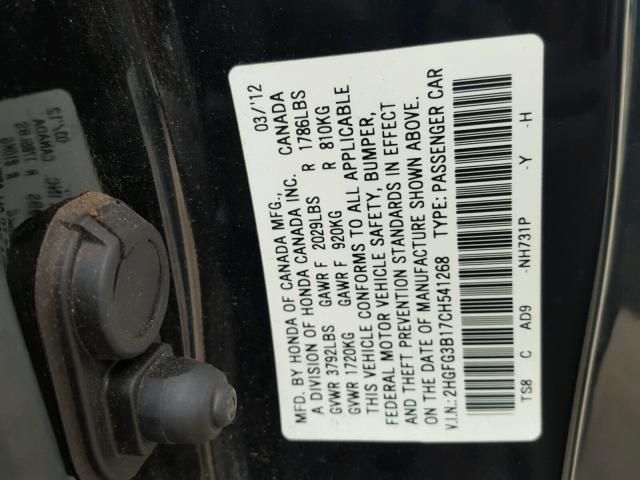 MFD. BY HONDA OF CANADA MFG., 03/'12
A DIVISION OF HONDA CANADA INC. CANADA
GVWR 3792LBS GAWR F 2029LBS R 1786LBS
GVWR 1720KG GAWR F 920KG R 810KG
THIS VEHICLE CONFORMS TO ALL APPLICABLE
FEDERAL MOTOR VEHICLE SAFETY, BUMPER,
AND THEFT PREVENTION STANDARDS IN EFFECT
ON THE DATE OF MANUFACTURE SHOWN ABOVE.
V.I.N.: 2HGFG3B17CH541268 TYPE: PASSENGER CAR
TS8 C AD9 -NH731P -Y -H